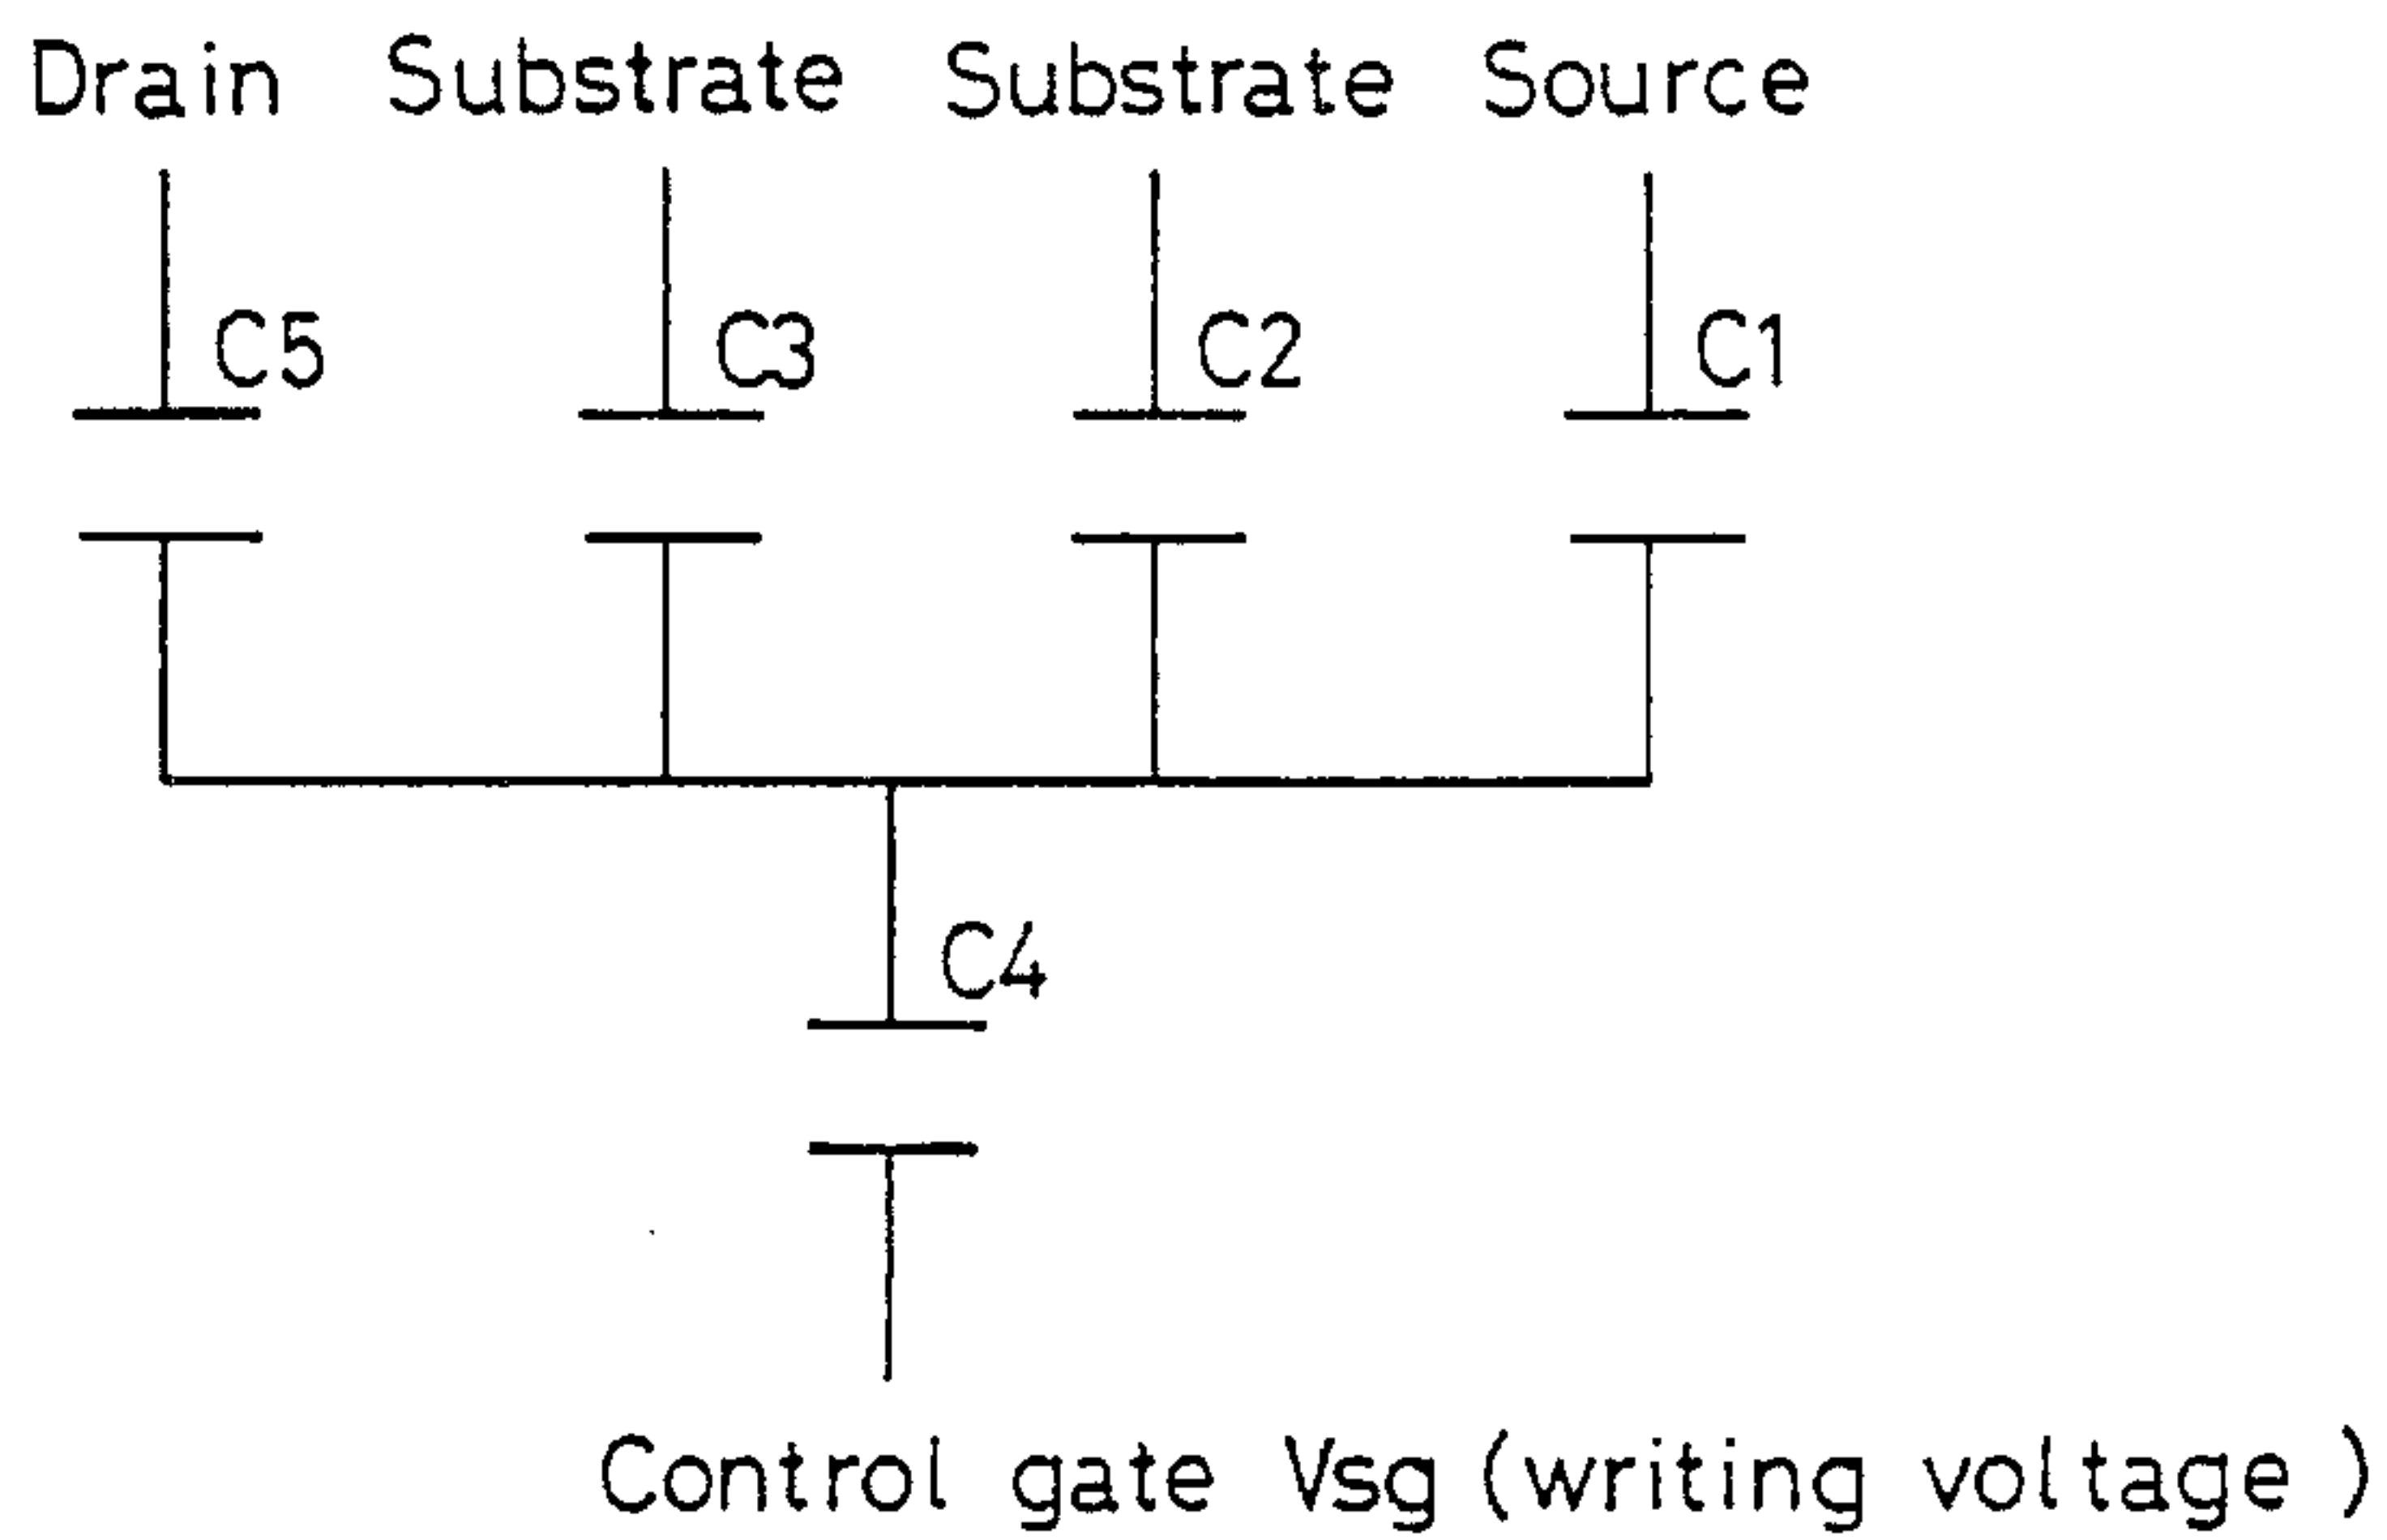 Drain Substrate Substrate Source
C5 C3 C2 C1
C4
Control gate Vsg (writing voltage )